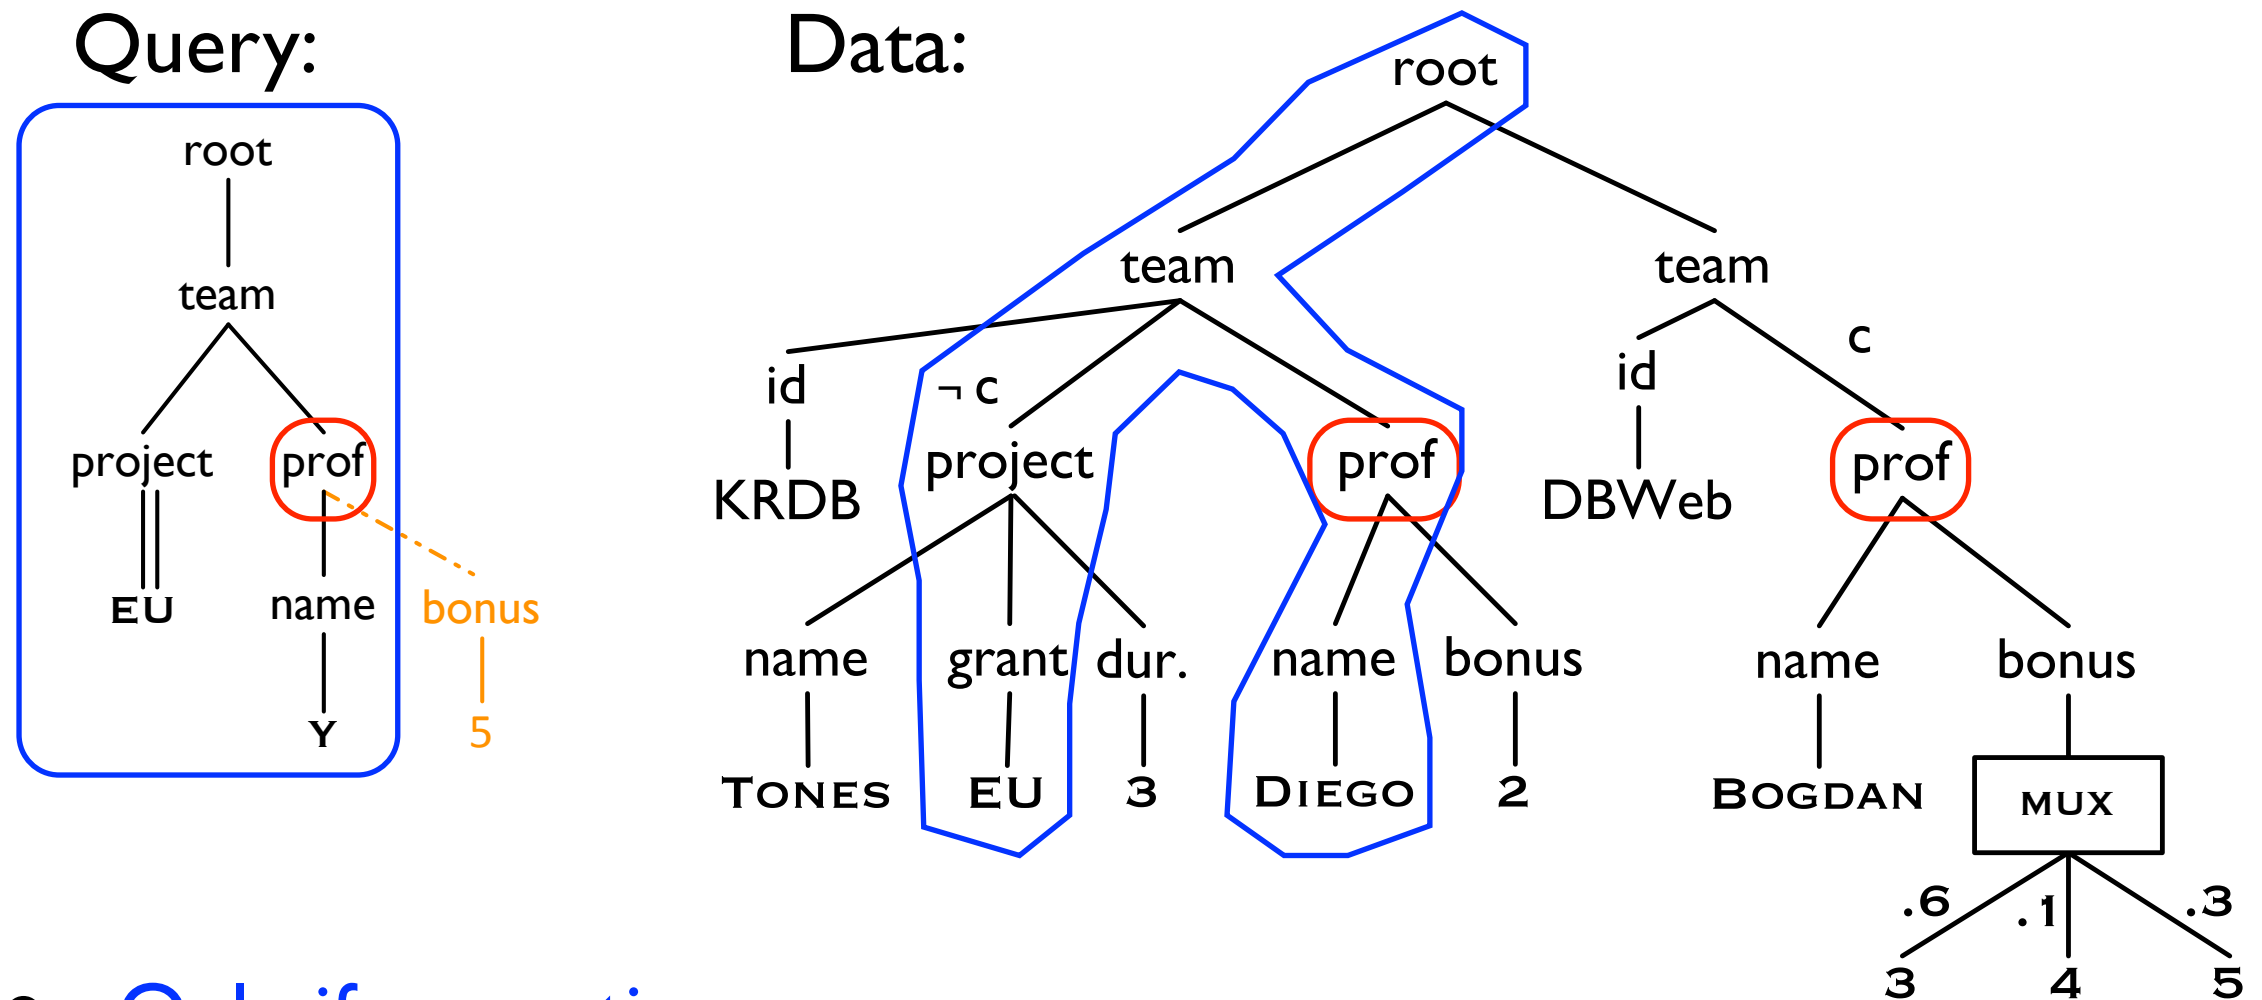 Query:
Data:
root
team
project prof
EU name bonus
Y 5
root
team team
id ¬ c project prof id c prof
KRDB DBWeb
name grant dur. name bonus name bonus
TONES EU 3 DIEGO 2 BOGDAN MUX
.6 .1 .3
3 4 5